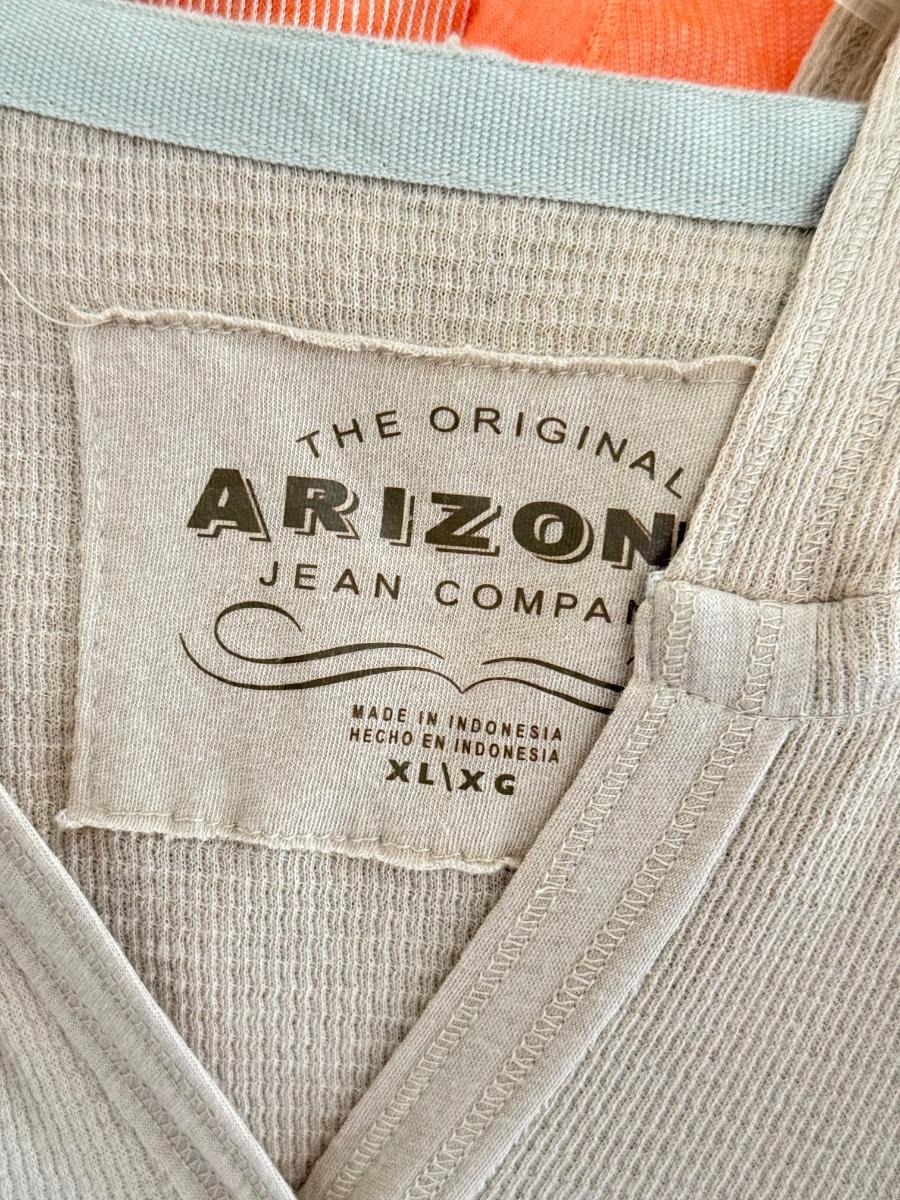 THE ORIGINAL
ARIZON
JEAN COMPAN
MADE IN INDONESIA
HECHO EN INDONESIA
XL\XG